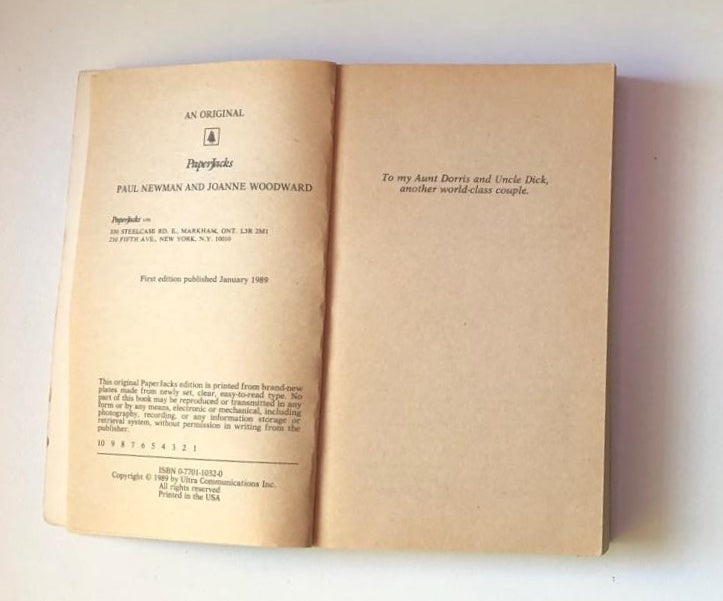 AN ORIGINAL
PaperJacks
PAUL NEWMAN AND JOANNE WOODWARD
PaperJacks LTD.
330 STEELCASE RD. E., MARKHAM, ONT. L3R 2M1
210 FIFTH AVE., NEW YORK, N.Y. 10010
First edition published January 1989
This original PaperJacks edition is printed from brand-new
plates made from newly set, clear, easy-to-read type. No
part of this book may be reproduced or transmitted in any
form or by any means, electronic or mechanical, including
photography, recording, or any information storage or
retrieval system, without permission in writing from the
publisher.
10 9 8 7 6 5 4 3 2 1
ISBN 0-7701-1032-0
Copyright © 1989 by Ultra Communications Inc.
All rights reserved
Printed in the USA
To my Aunt Dorris and Uncle Dick,
another world-class couple.